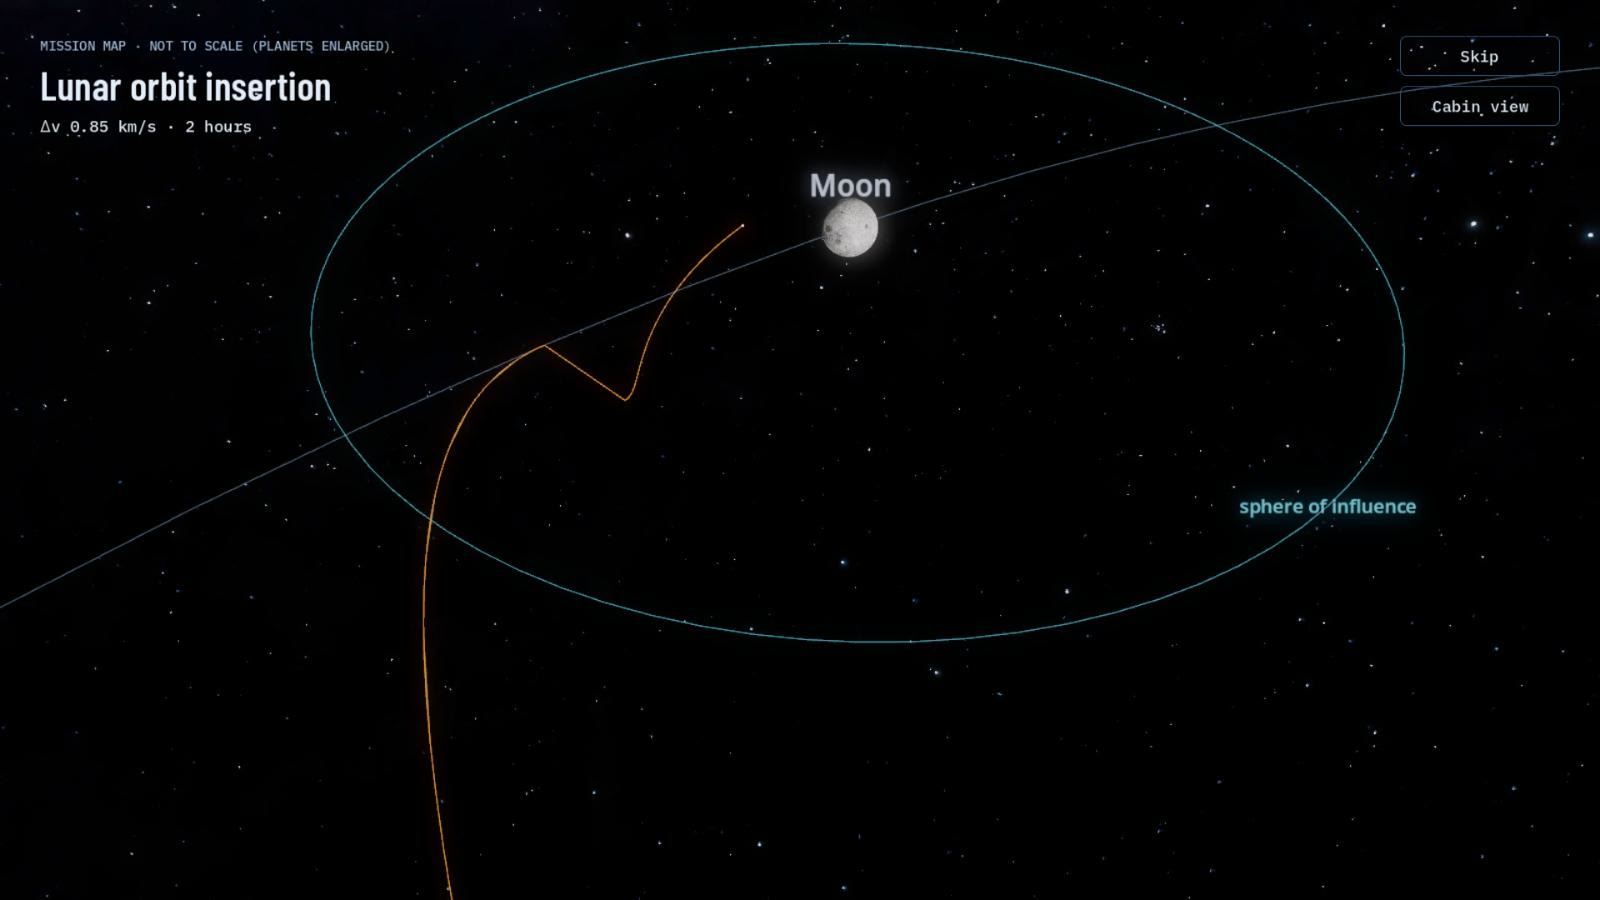 MISSION MAP · NOT TO SCALE (PLANETS ENLARGED)
Lunar orbit insertion
Δv 0.85 km/s · 2 hours
Skip
Cabin view
Moon
sphere of influence